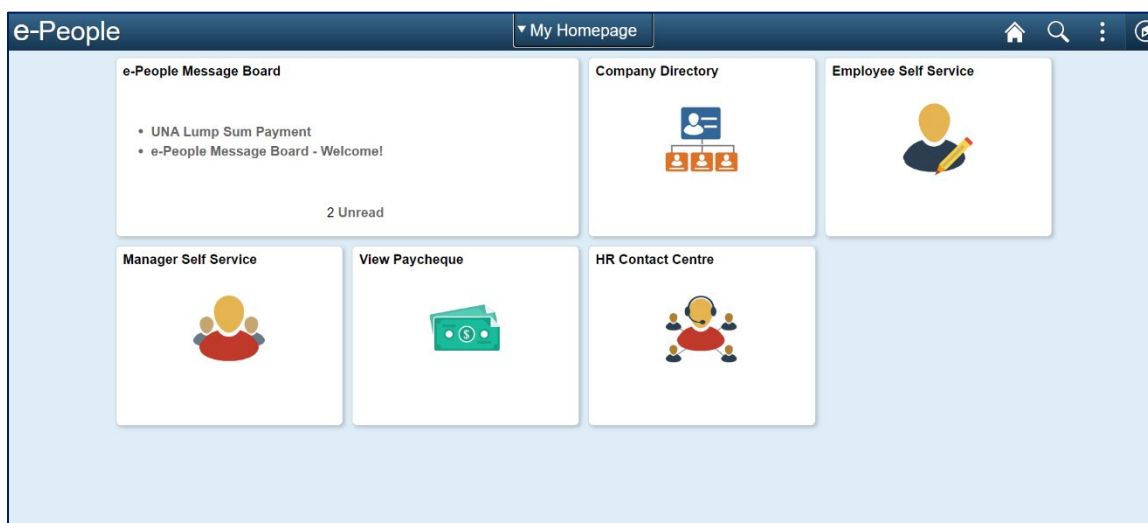 e-People
My Homepage
e-People Message Board
UNA Lump Sum Payment
e-People Message Board - Welcome!
2 Unread
Company Directory
Employee Self Service
Manager Self Service
View Paycheque
$
HR Contact Centre